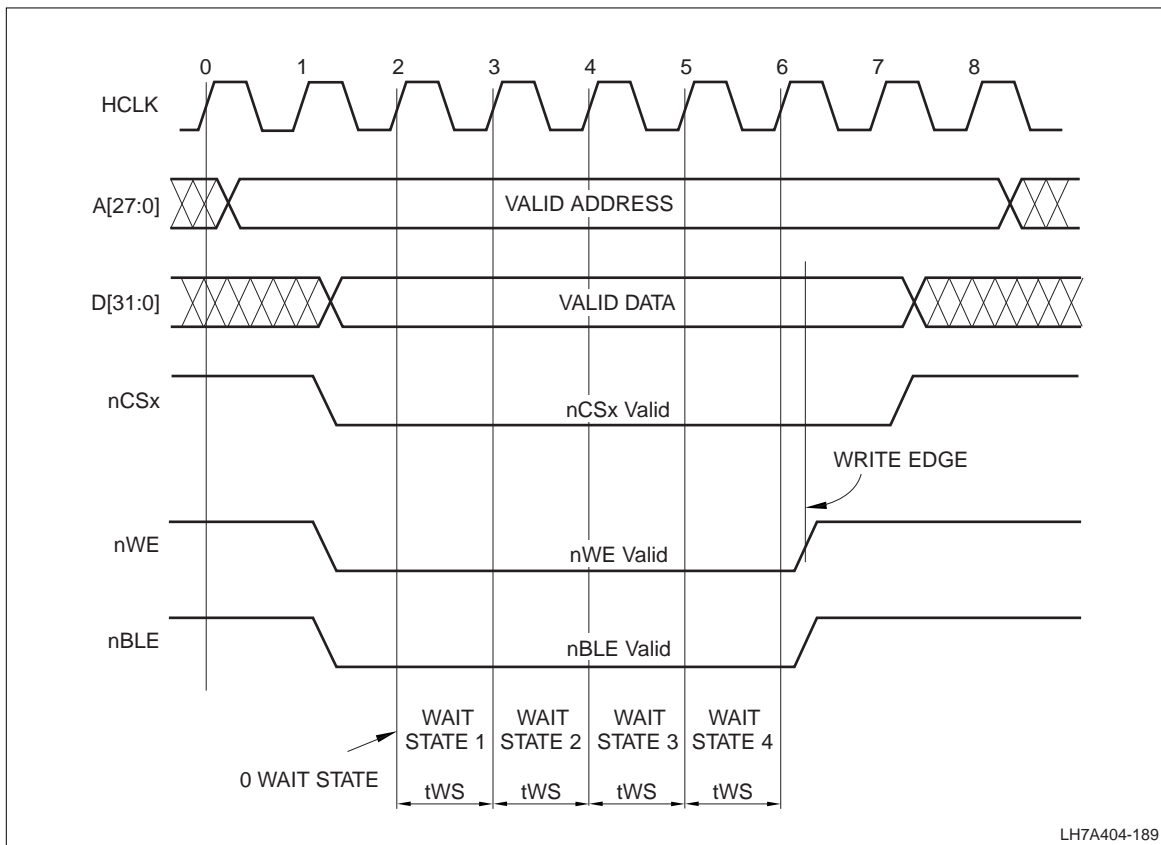 0 1 2 3 4 5 6 7 8
HCLK
A[27:0]
VALID ADDRESS
D[31:0]
VALID DATA
nCSx
nCSx Valid
WRITE EDGE
nWE
nWE Valid
nBLE
nBLE Valid
WAIT WAIT WAIT WAIT
STATE 1 STATE 2 STATE 3 STATE 4
0 WAIT STATE
tWS tWS tWS tWS
LH7A404-189